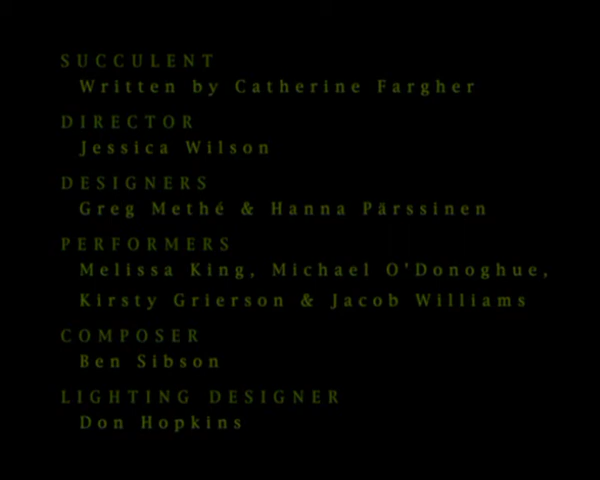 SUCCULENT
Written by Catherine Fargher
DIRECTOR
Jessica Wilson
DESIGNERS
Greg Methé & Hanna Pärssinen
PERFORMERS
Melissa King, Michael O'Donoghue,
Kirsty Grierson & Jacob Williams
COMPOSER
Ben Sibson
LIGHTING DESIGNER
Don Hopkins